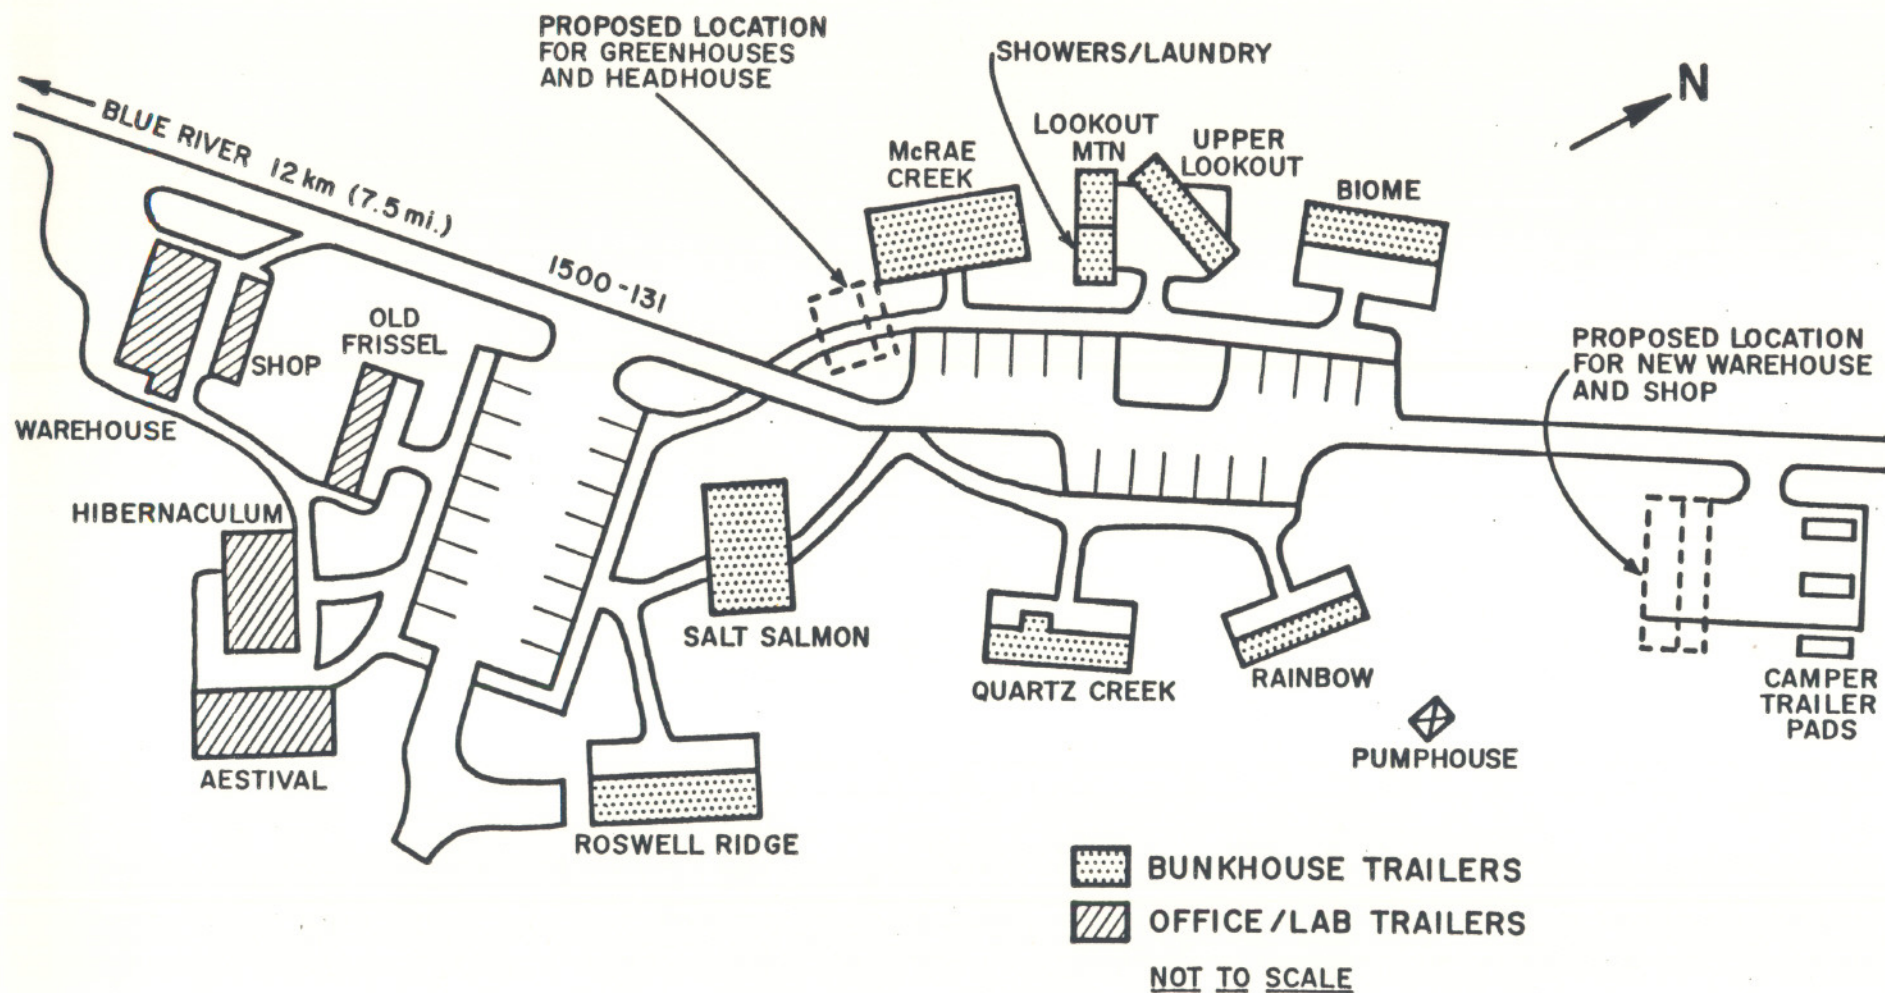 PROPOSED LOCATION
FOR GREENHOUSES
AND HEADHOUSE
SHOWERS/LAUNDRY
N
BLUE RIVER 12 km (7.5 mi.)
1500-131
McRAE
CREEK
LOOKOUT
MTN
UPPER
LOOKOUT
BIOME
OLD
FRISSEL
SHOP
WAREHOUSE
PROPOSED LOCATION
FOR NEW WAREHOUSE
AND SHOP
HIBERNACULUM
SALT SALMON
QUARTZ CREEK
RAINBOW
CAMPER
TRAILER
PADS
PUMPHOUSE
AESTIVAL
ROSWELL RIDGE
BUNKHOUSE TRAILERS
OFFICE/LAB TRAILERS
NOT TO SCALE